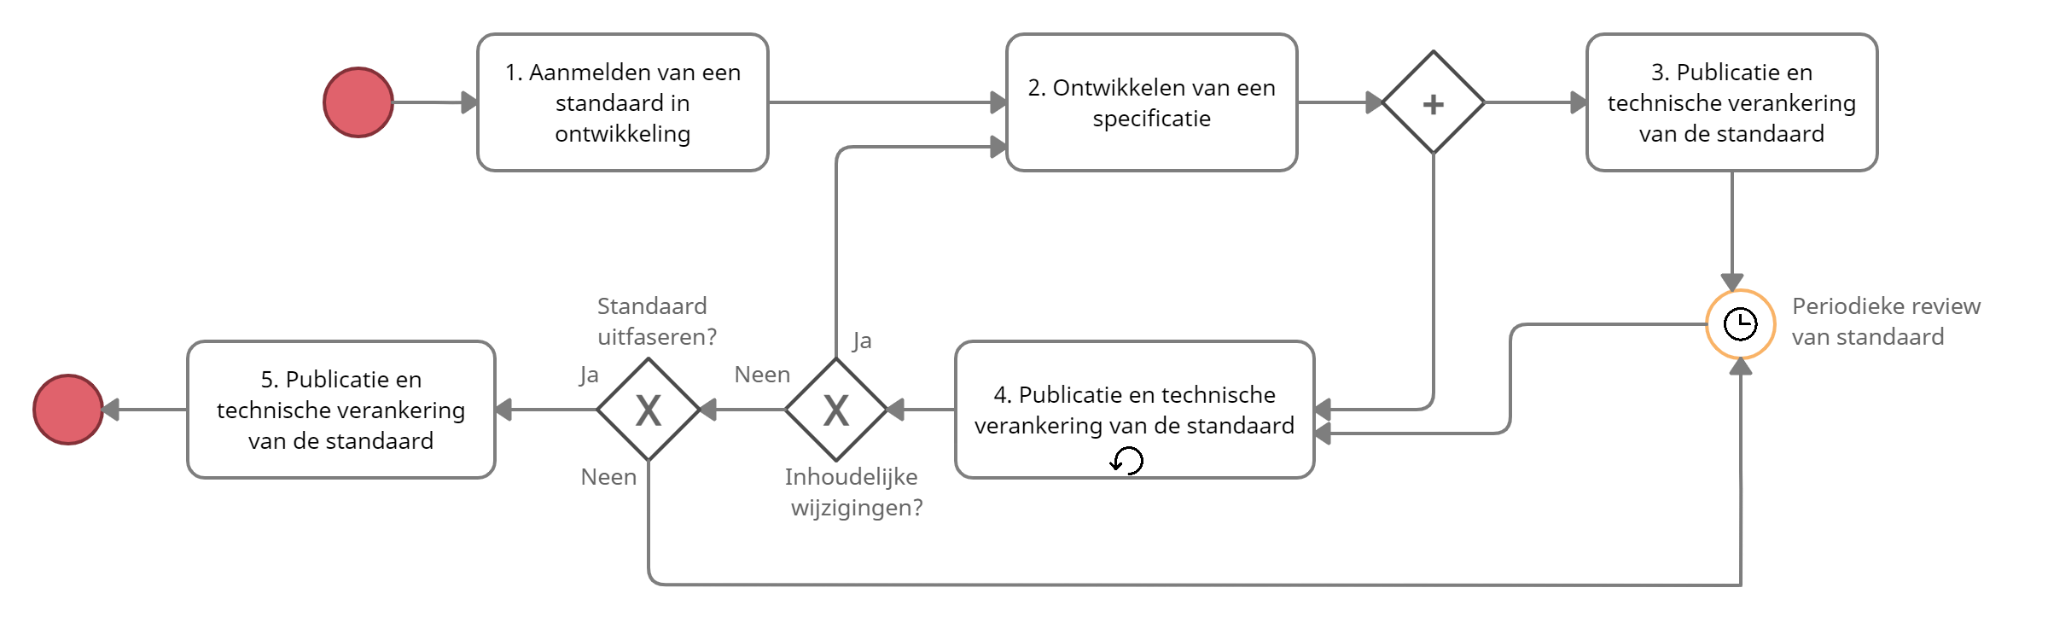 1. Aanmelden van een
standaard in
ontwikkeling
2. Ontwikkelen van een
specificatie
+
3. Publicatie en
technische verankering
van de standaard
Periodieke review
van standaard
4. Publicatie en technische
verankering van de standaard
Ja
Neen
X
Inhoudelijke
wijzigingen?
Standaard
uitfaseren?
Ja
X
Neen
5. Publicatie en
technische verankering
van de standaard